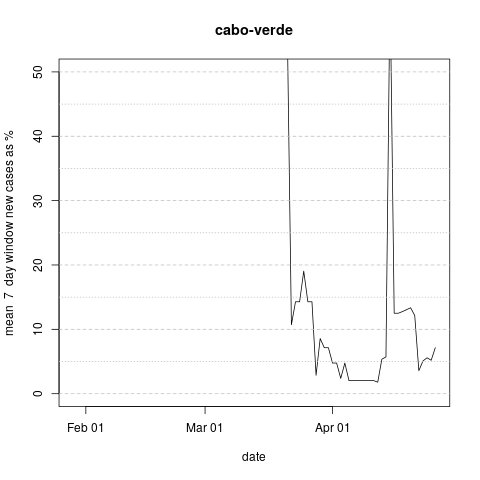 cabo-verde
mean 7 day window new cases as %
50
40
30
20
10
0
Feb 01
Mar 01
Apr 01
date